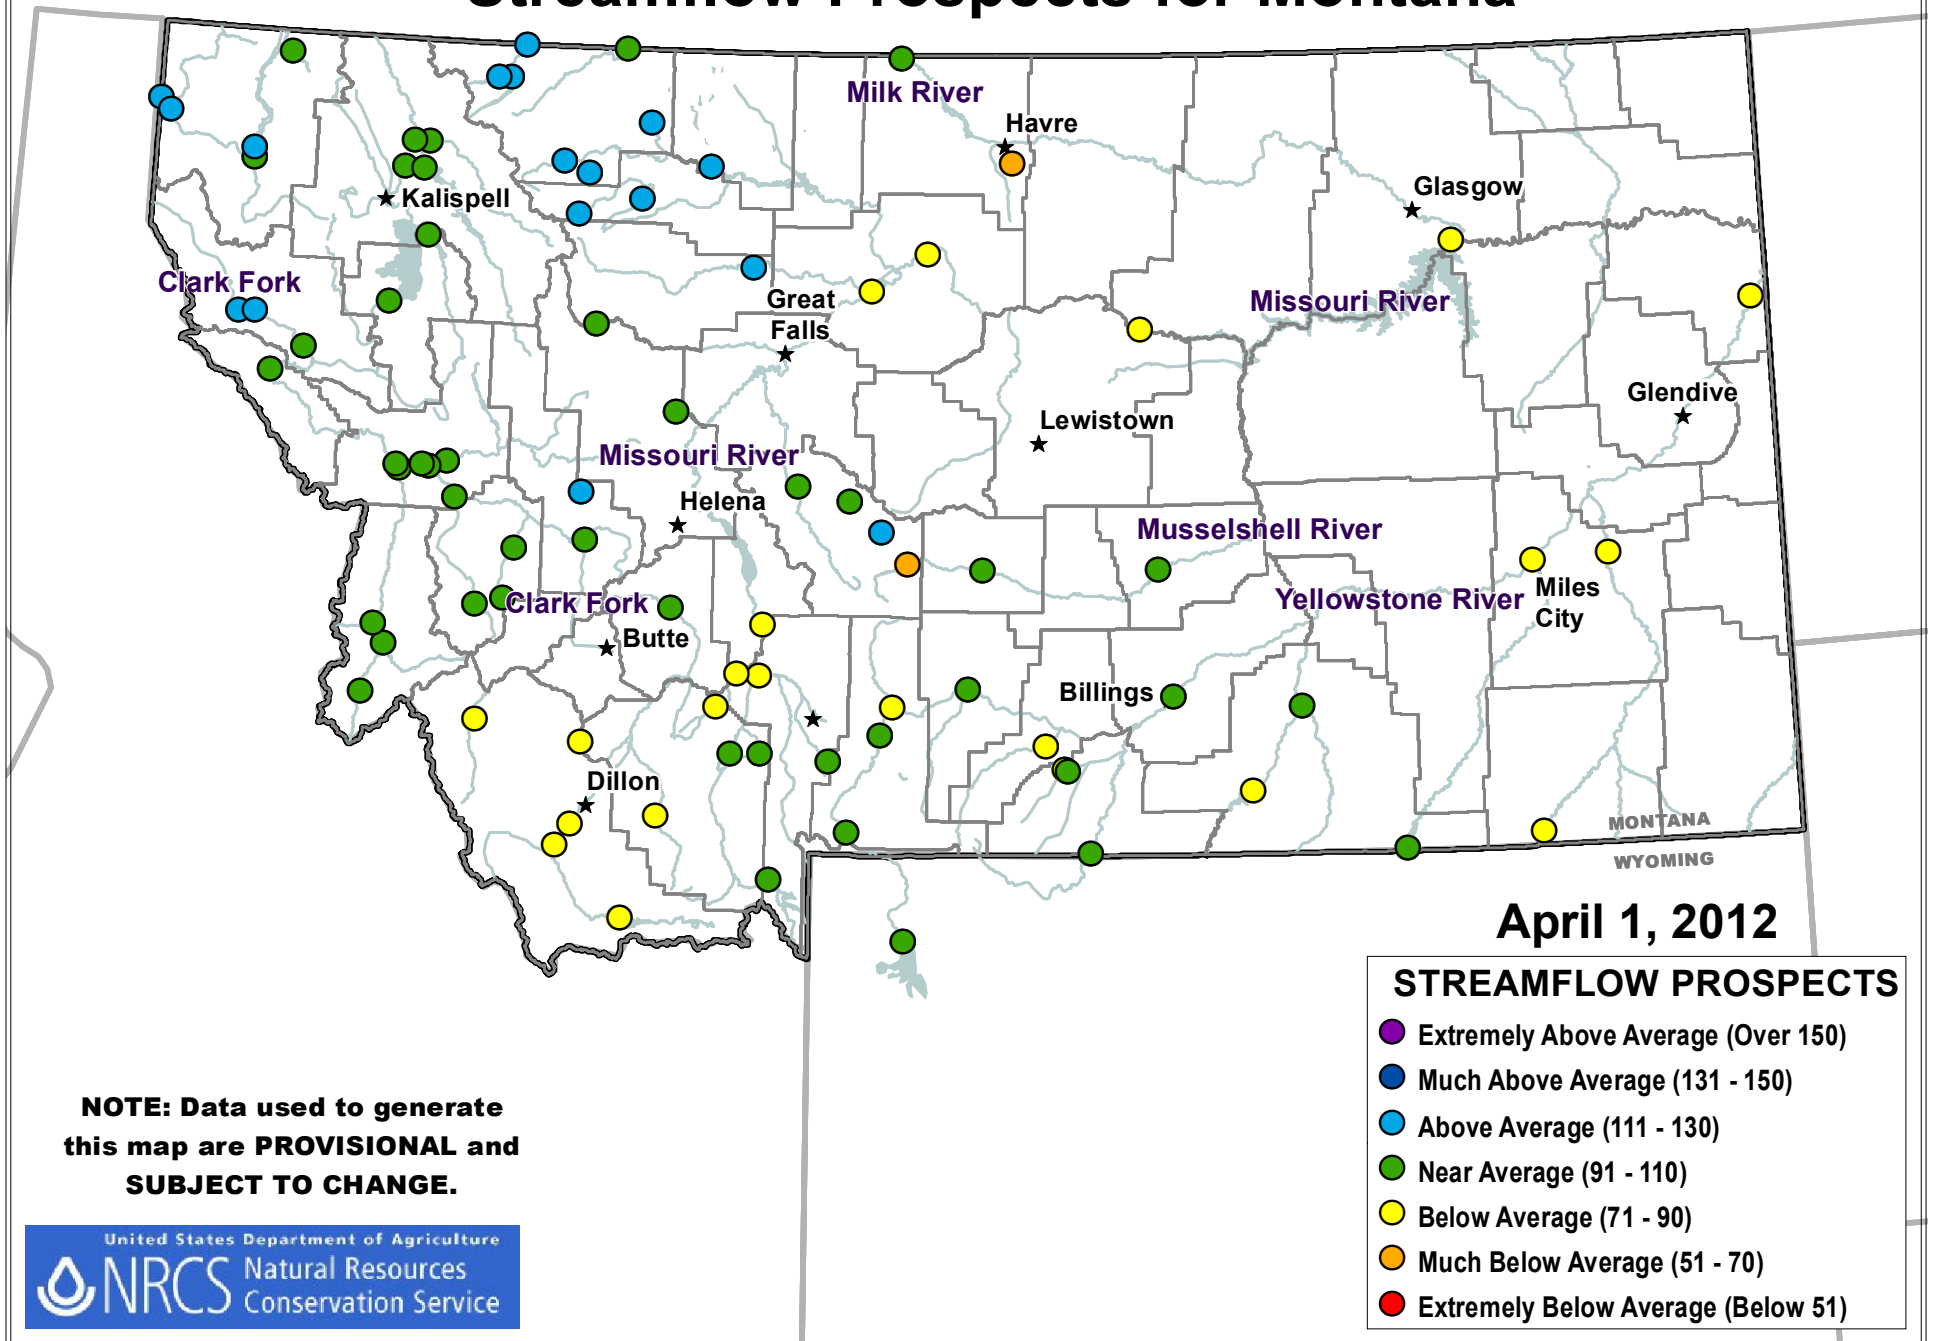 Streamflow Prospects for Montana
Milk River
Havre
Glasgow
Kalispell
Clark Fork
Great
Falls
Missouri River
Glendive
Lewistown
Missouri River
Helena
Musselshell River
Clark Fork
Butte
Yellowstone River
Miles
City
Billings
Dillon
MONTANA
WYOMING
April 1, 2012
STREAMFLOW PROSPECTS
Extremely Above Average (Over 150)
Much Above Average (131 - 150)
Above Average (111 - 130)
Near Average (91 - 110)
Below Average (71 - 90)
Much Below Average (51 - 70)
Extremely Below Average (Below 51)
NOTE: Data used to generate
this map are PROVISIONAL and
SUBJECT TO CHANGE.
United States Department of Agriculture
NRCS
Natural Resources
Conservation Service